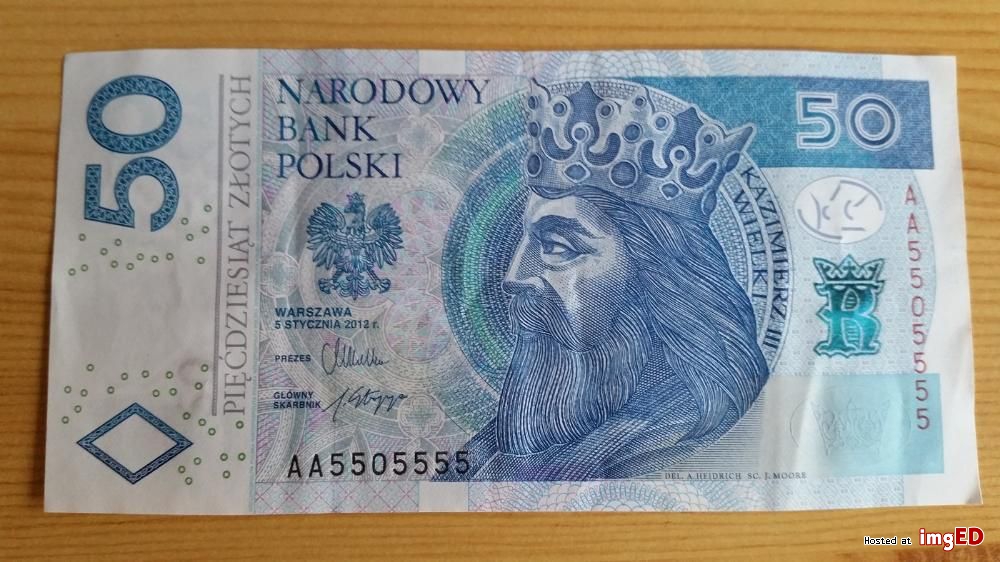 50
PIĘĆDZIESIĄT ZŁOTYCH
NARODOWY
BANK
POLSKI
WARSZAWA
5 STYCZNIA 2012 r.
PREZES
GŁÓWNY
SKARBNIK
AA5505555
50
KAZIMIERZ III
WIELKI
AA5505555
DEL. A.HEIDRICH SC. J. MOORE
Hosted at imgED